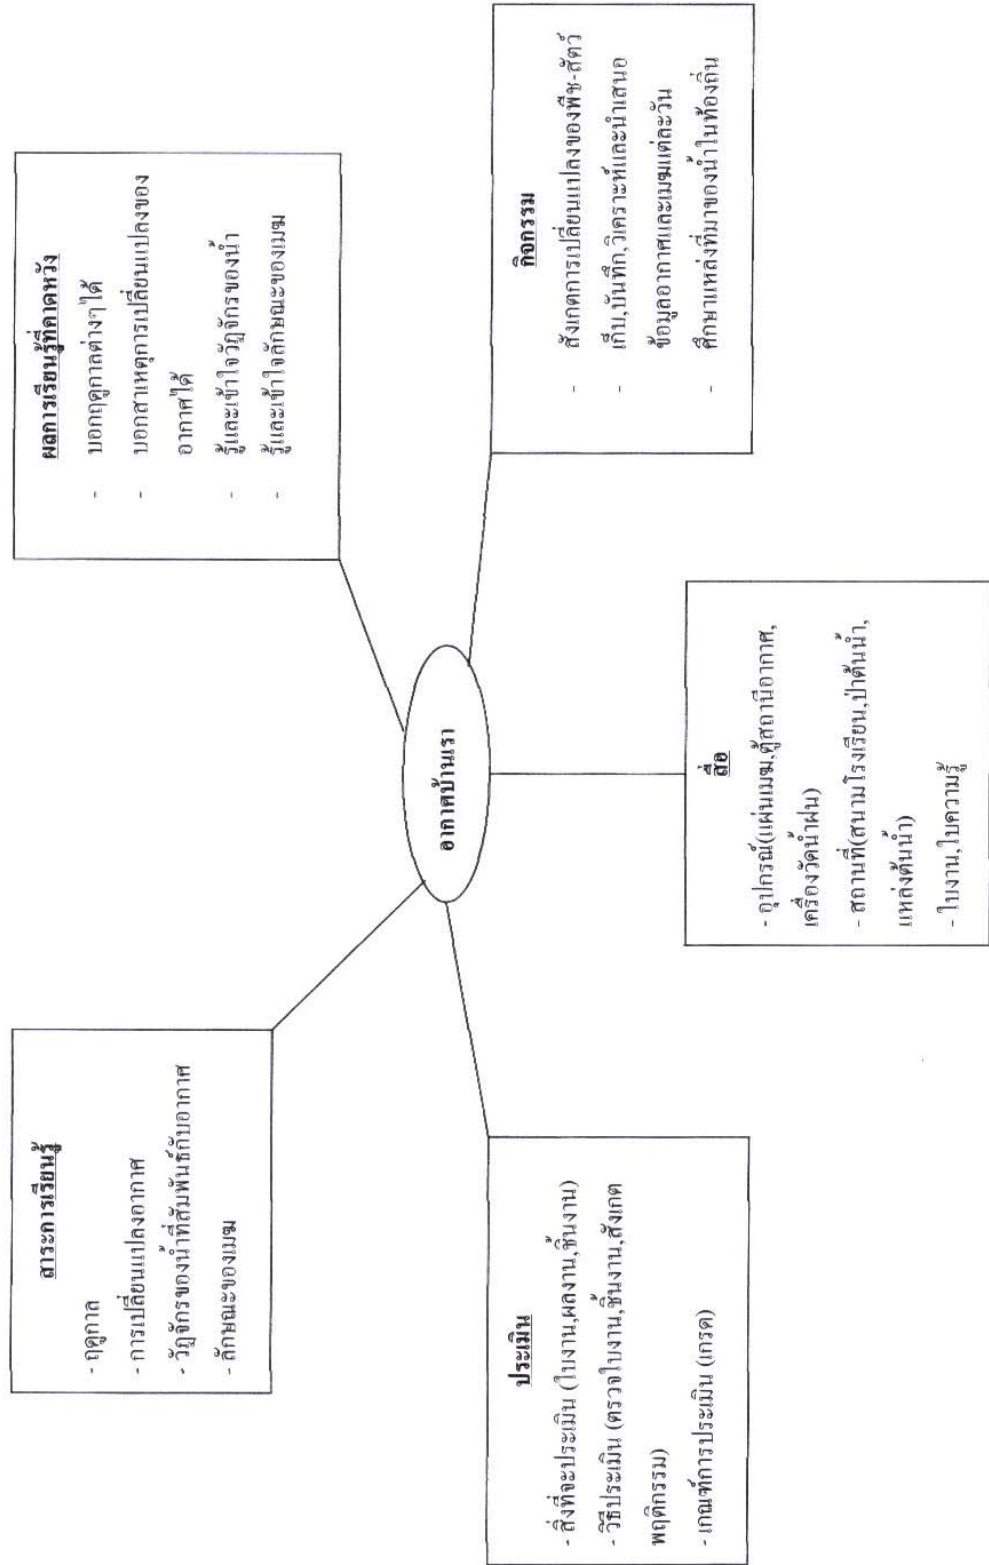 สาระการเรียนรู้
- ฤดูกาล
- การเปลี่ยนแปลงอากาศ
- วัฏจักรของน้ำที่สัมพันธ์กับอากาศ
- ลักษณะของเมฆ
ผลการเรียนรู้ที่คาดหวัง
- บอกฤดูกาลต่างๆได้
- บอกสาเหตุการเปลี่ยนแปลงของ
อากาศได้
- รู้และเข้าใจวัฏจักรของน้ำ
- รู้และเข้าใจลักษณะของเมฆ
อากาศบ้านเรา
ประเมิน
- สิ่งที่จะประเมิน (ใบงาน,ผลงาน,ชิ้นงาน)
- วิธีประเมิน (ตรวจใบงาน,ชิ้นงาน,สังเกต
พฤติกรรม)
- เกณฑ์การประเมิน (เกรด)
สื่อ
- อุปกรณ์(แผ่นเมฆ,ตู้สถานีอากาศ,
เครื่องวัดน้ำฝน)
- สถานที่(สนามโรงเรียน,ป่าต้นน้ำ,
แหล่งต้นน้ำ)
- ใบงาน,ใบความรู้
กิจกรรม
- สังเกตการเปลี่ยนแปลงของพืช-สัตว์
- เก็บ,บันทึก,วิเคราะห์และนำเสนอ
ข้อมูลอากาศและเมฆแต่ละวัน
- ศึกษาแหล่งที่มาของน้ำในท้องถิ่น